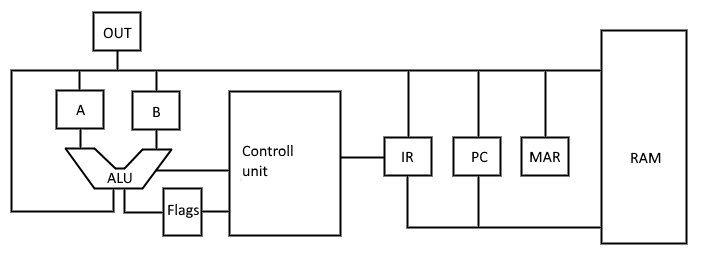 OUT
A
B
ALU
Flags
Controll
unit
IR
PC
MAR
RAM